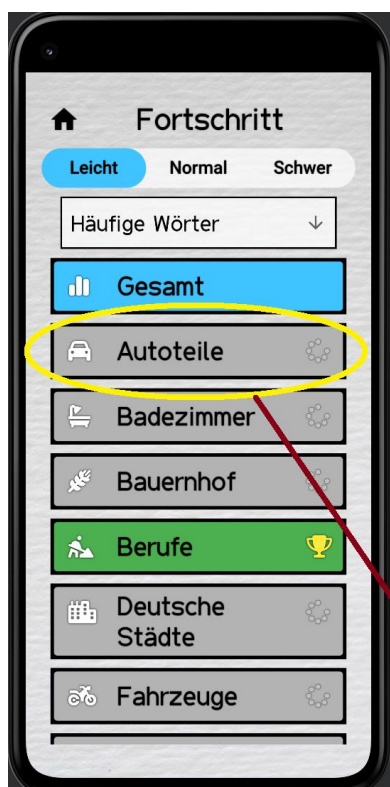 Fortschritt
Leicht Normal Schwer
Häufige Wörter
Gesamt
Autoteile
Badezimmer
Bauernhof
Berufe
Deutsche
Städte
Fahrzeuge